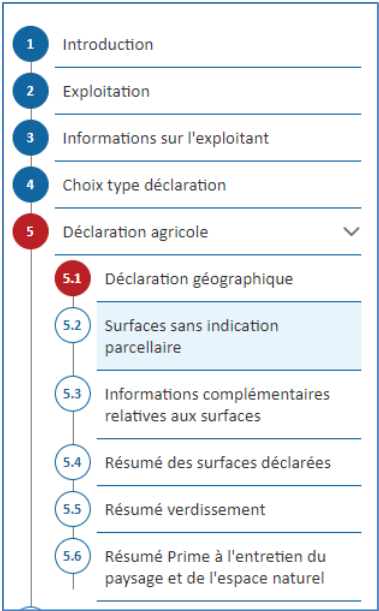 1 Introduction
2 Exploitation
3 Informations sur l'exploitant
4 Choix type déclaration
5 Déclaration agricole
5.1 Déclaration géographique
5.2 Surfaces sans indication
parcellaire
5.3 Informations complémentaires
relatives aux surfaces
5.4 Résumé des surfaces déclarées
5.5 Résumé verdissement
5.6 Résumé Prime à l'entretien du
paysage et de l'espace naturel